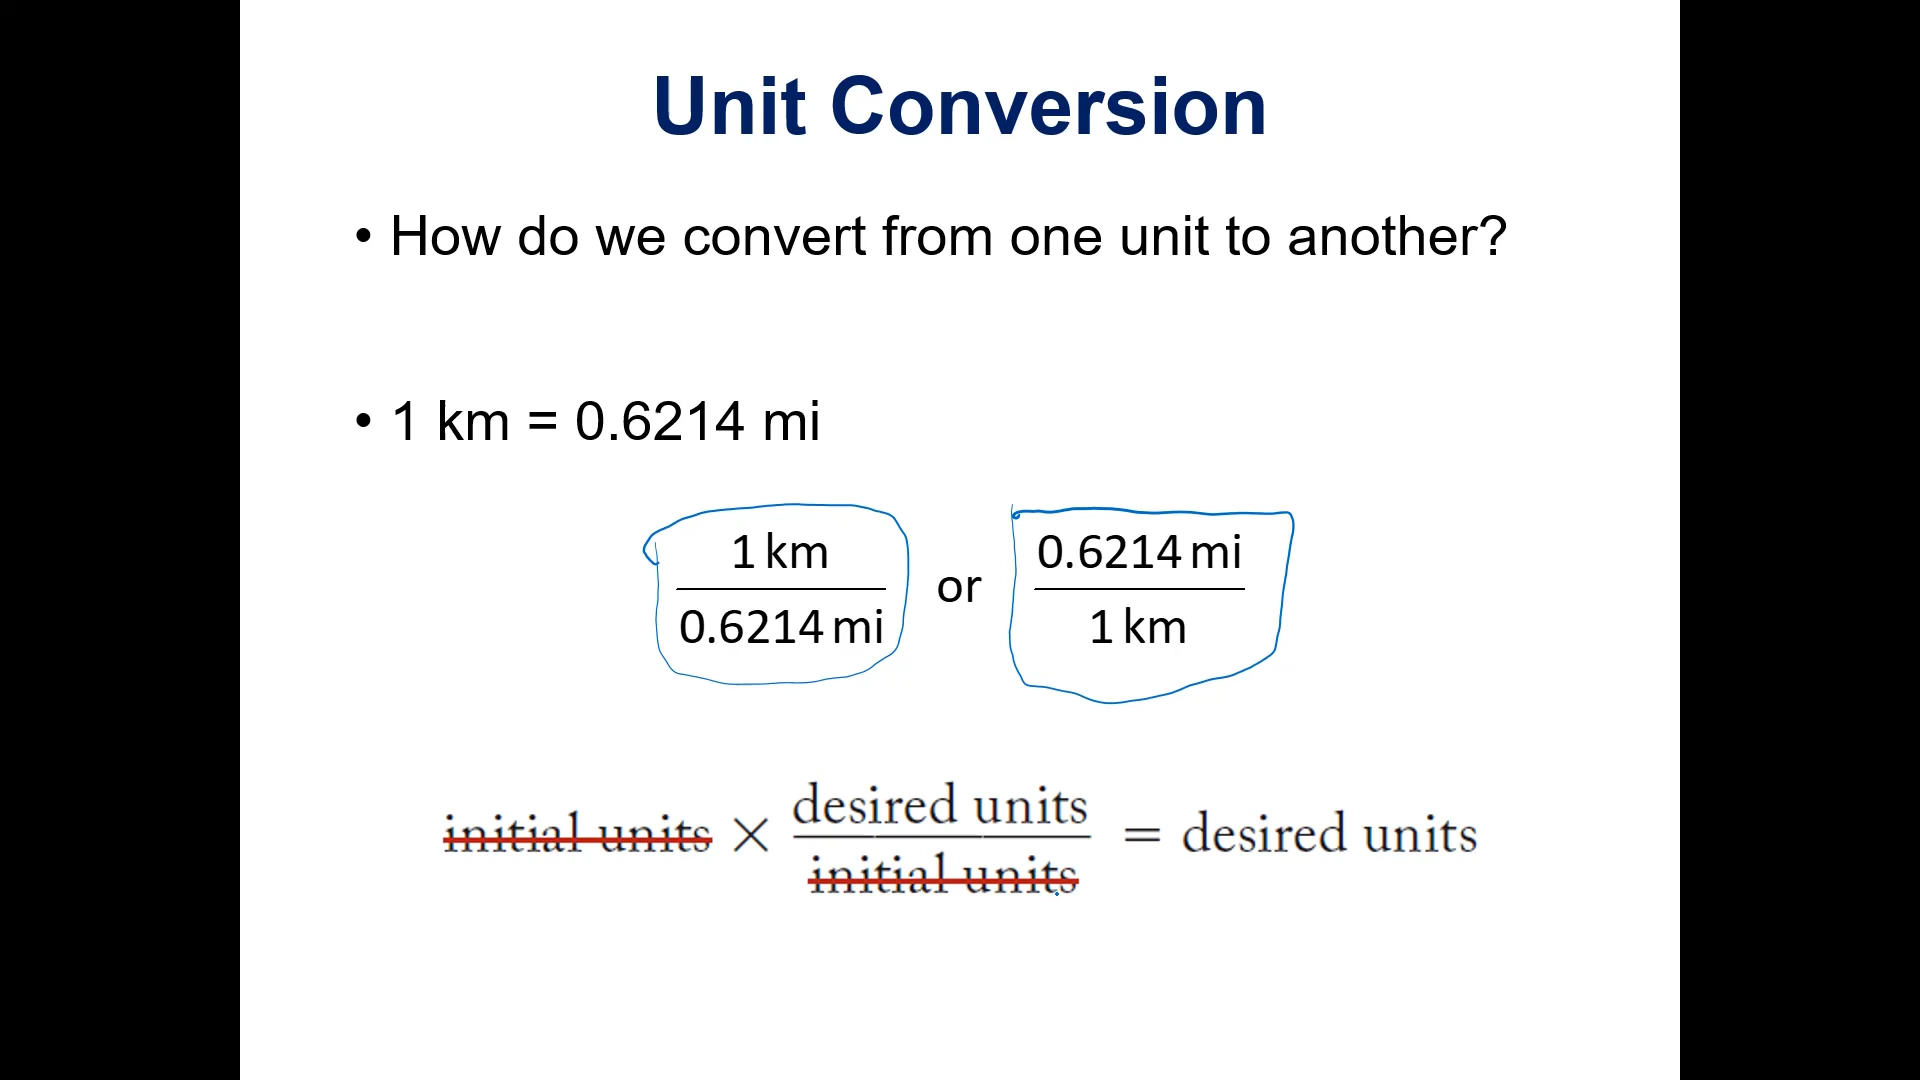 Unit Conversion
• How do we convert from one unit to another?
• 1 km = 0.6214 mi
1 km / 0.6214 mi or 0.6214 mi / 1 km
initial units × desired units / initial units = desired units